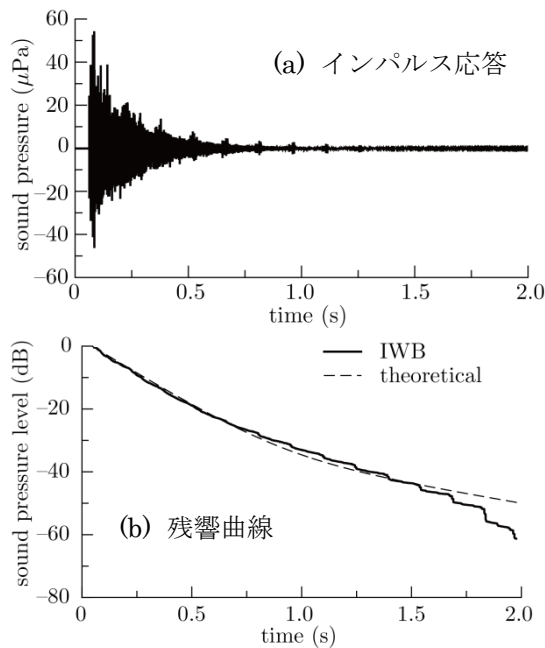 60
40
20
0
−20
−40
−60
sound pressure (μPa)
(a) インパルス応答
0 0.5 1.0 1.5 2.0
time (s)
0
−20
−40
−60
−80
sound pressure level (dB)
IWB
theoretical
(b) 残響曲線
0 0.5 1.0 1.5 2.0
time (s)